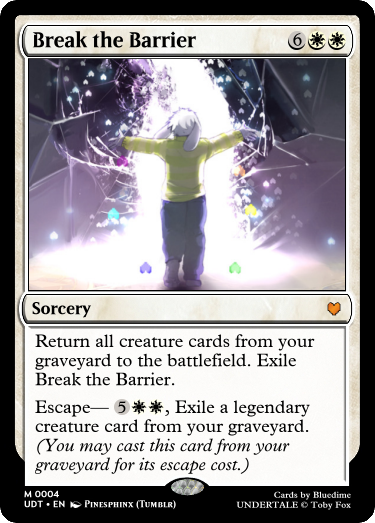 Break the Barrier 6
Sorcery
Return all creature cards from your
graveyard to the battlefield. Exile
Break the Barrier.
Escape— 5, Exile a legendary
creature card from your graveyard.
(You may cast this card from your
graveyard for its escape cost.)
M 0004
UDT • EN PINESPHINX (TUMBLR)
Cards by Bluedime
UNDERTALE © Toby Fox